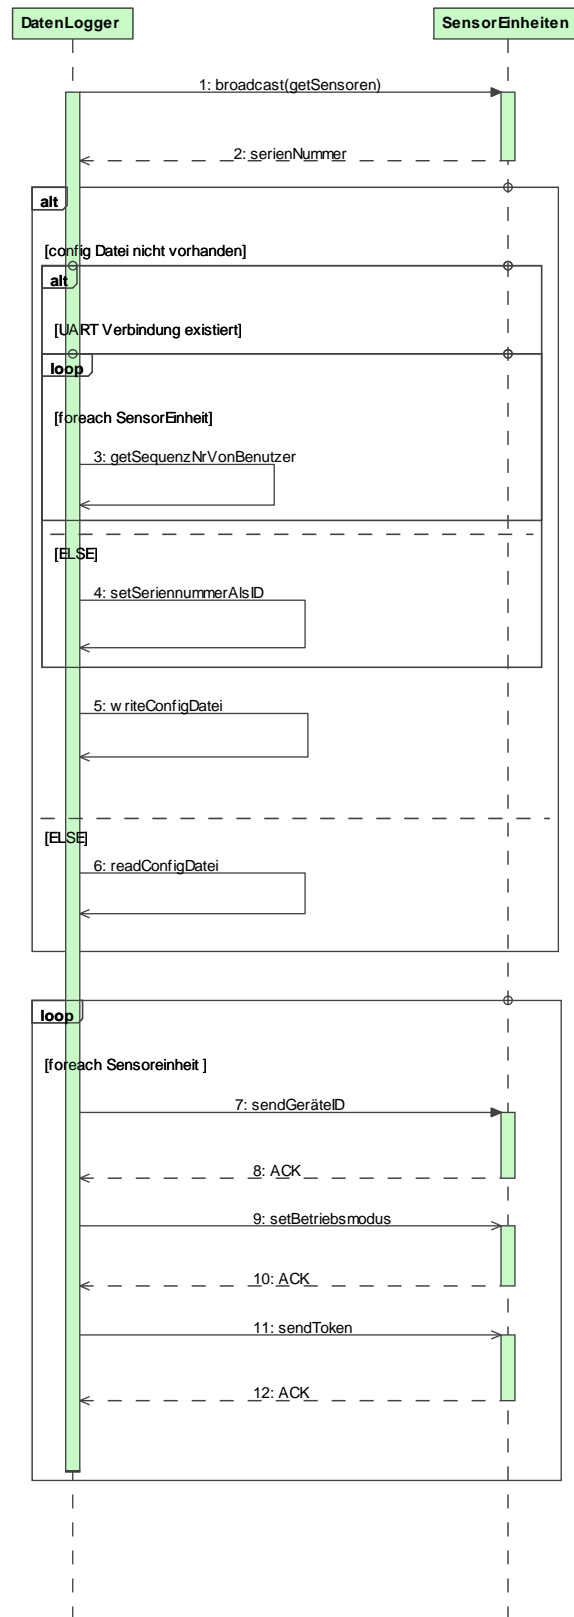 DatenLogger
SensorEinheiten
1: broadcast(getSensoren)
2: serienNummer
alt
[config Datei nicht vorhanden]
alt
[UART Verbindung existiert]
loop
[foreach SensorEinheit]
3: getSequenzNrVonBenutzer
[ELSE]
4: setSeriennummerAlsID
5: writeConfigDatei
[ELSE]
6: readConfigDatei
loop
[foreach Sensoreinheit ]
7: sendGeräteID
8: ACK
9: setBetriebsmodus
10: ACK
11: sendToken
12: ACK